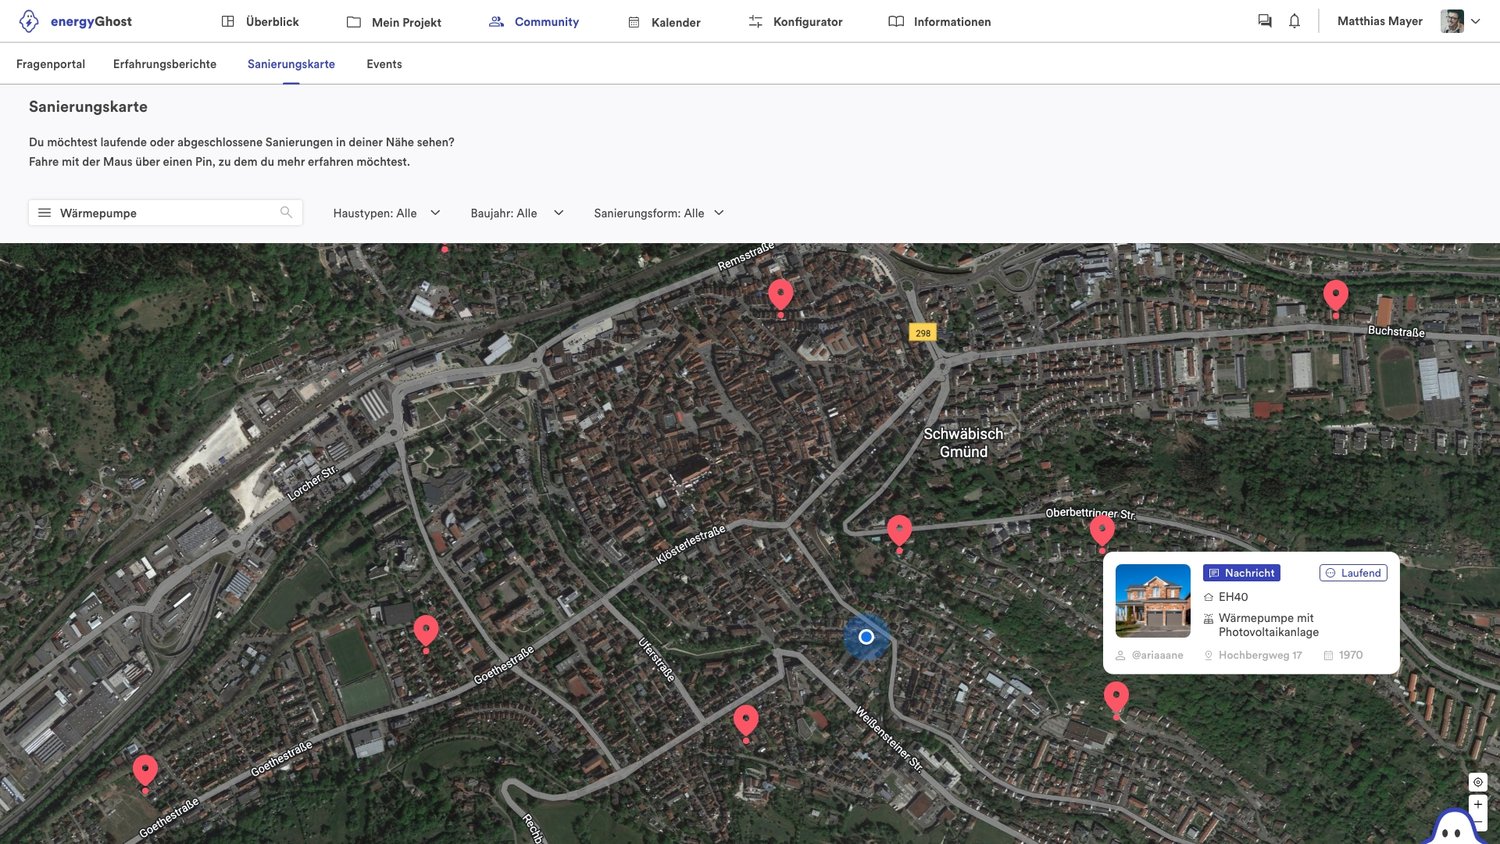 energyGhost
Überblick
Mein Projekt
Community
Kalender
Konfigurator
Informationen
Matthias Mayer
Fragenportal
Erfahrungsberichte
Sanierungskarte
Events
Sanierungskarte
Du möchtest laufende oder abgeschlossene Sanierungen in deiner Nähe sehen?
Fahre mit der Maus über einen Pin, zu dem du mehr erfahren möchtest.
Wärmepumpe
Haustypen: Alle
Baujahr: Alle
Sanierungsform: Alle
Remsstraße
298
Buchstraße
Schwäbisch
Gmünd
Lorcher Str.
Oberbettringer Str.
Klösterlestraße
Nachricht
Laufend
EH40
Wärmepumpe mit
Photovoltaikanlage
@ariaaane
Hochbergweg 17
1970
Uferstraße
Goethestraße
Weißensteiner Str.
Goethestraße
Goethestraße
Rechb
+